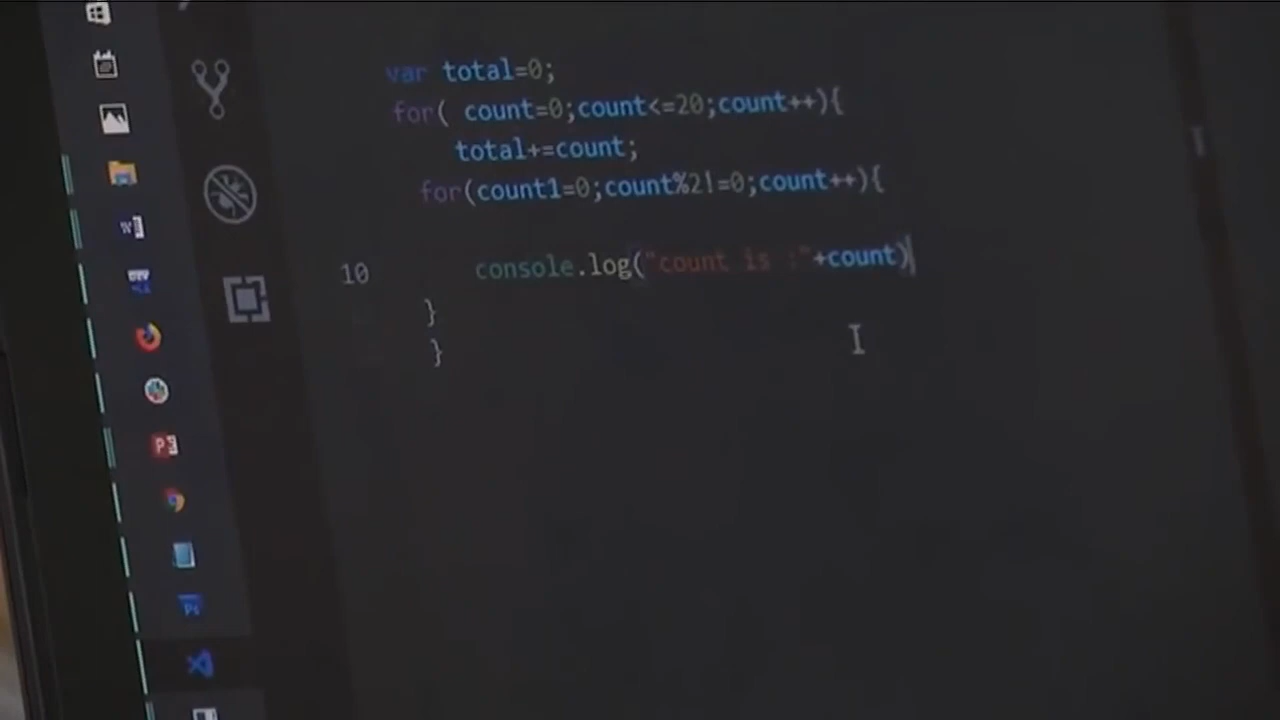 var total=0;
for( count=0;count<=20;count++){
total+=count;
for(count1=0;count%2!=0;count++){
10 console.log("count is :"+count)
}
}